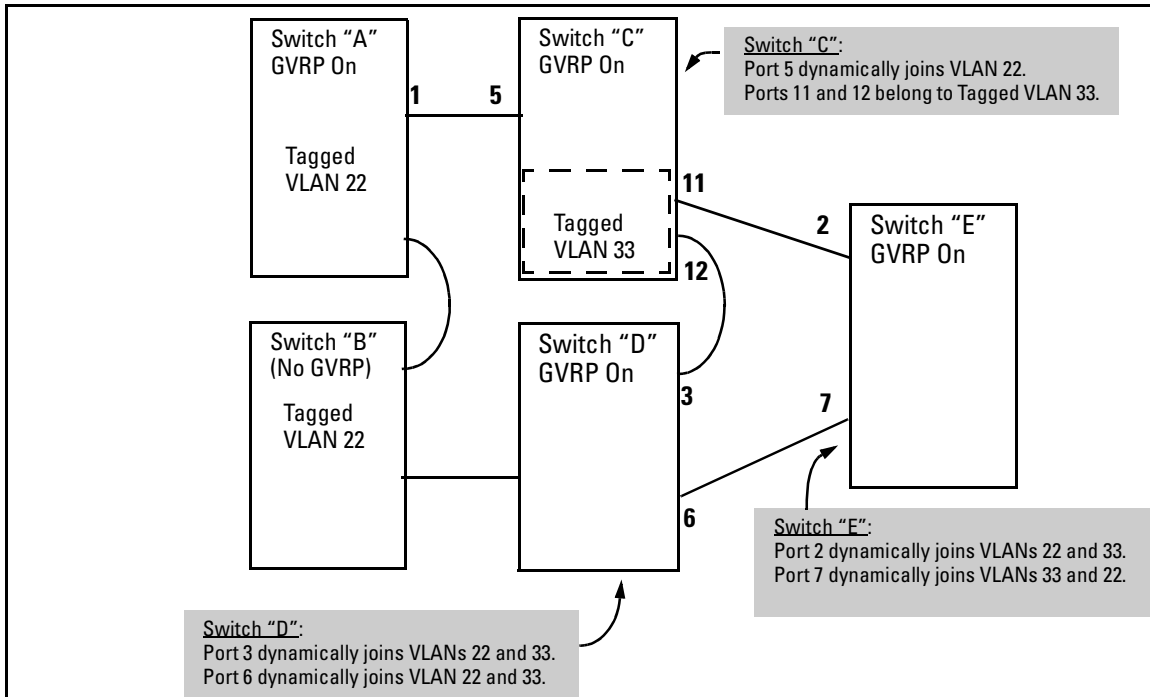 Switch “A”
GVRP On
1
Tagged
VLAN 22
5
Switch “C”
GVRP On
11
Tagged
VLAN 33
12
Switch “C”:
Port 5 dynamically joins VLAN 22.
Ports 11 and 12 belong to Tagged VLAN 33.
2
Switch “E”
GVRP On
7
Switch “B”
(No GVRP)
Tagged
VLAN 22
Switch “D”
GVRP On
3
6
Switch “E”:
Port 2 dynamically joins VLANs 22 and 33.
Port 7 dynamically joins VLANs 33 and 22.
Switch “D”:
Port 3 dynamically joins VLANs 22 and 33.
Port 6 dynamically joins VLAN 22 and 33.